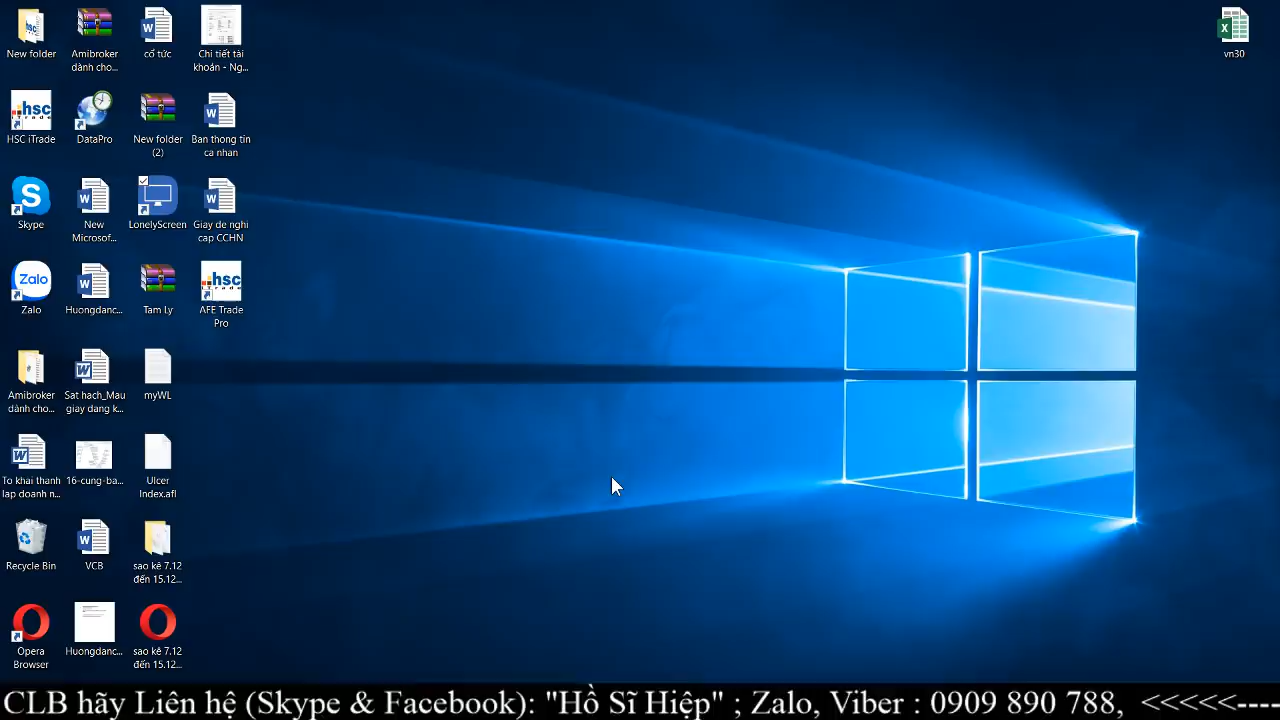 New folder
Amibroker
dành cho...
cổ tức
Chi tiết tài
khoản - Ng...
vn30
hsc
HSC iTrade
DataPro
New folder
(2)
Ban thong tin
ca nhan
Skype
New
Microsof...
LonelyScreen
Giay de nghi
cap CCHN
Zalo
Zalo
Huongdanc...
Tam Ly
hsc
AFE Trade
Pro
Amibroker
dành cho...
Sat hach_Mau
giay dang k...
myWL
To khai thanh
lap doanh n...
16-cung-ba...
Ulcer
Index.afl
Recycle Bin
VCB
sao kê 7.12
đến 15.12...
Opera
Browser
Huongdanc...
sao kê 7.12
đến 15.12...
CLB hãy Liên hệ (Skype & Facebook): "Hồ Sĩ Hiệp" ; Zalo, Viber : 0909 890 788, <<<<<----